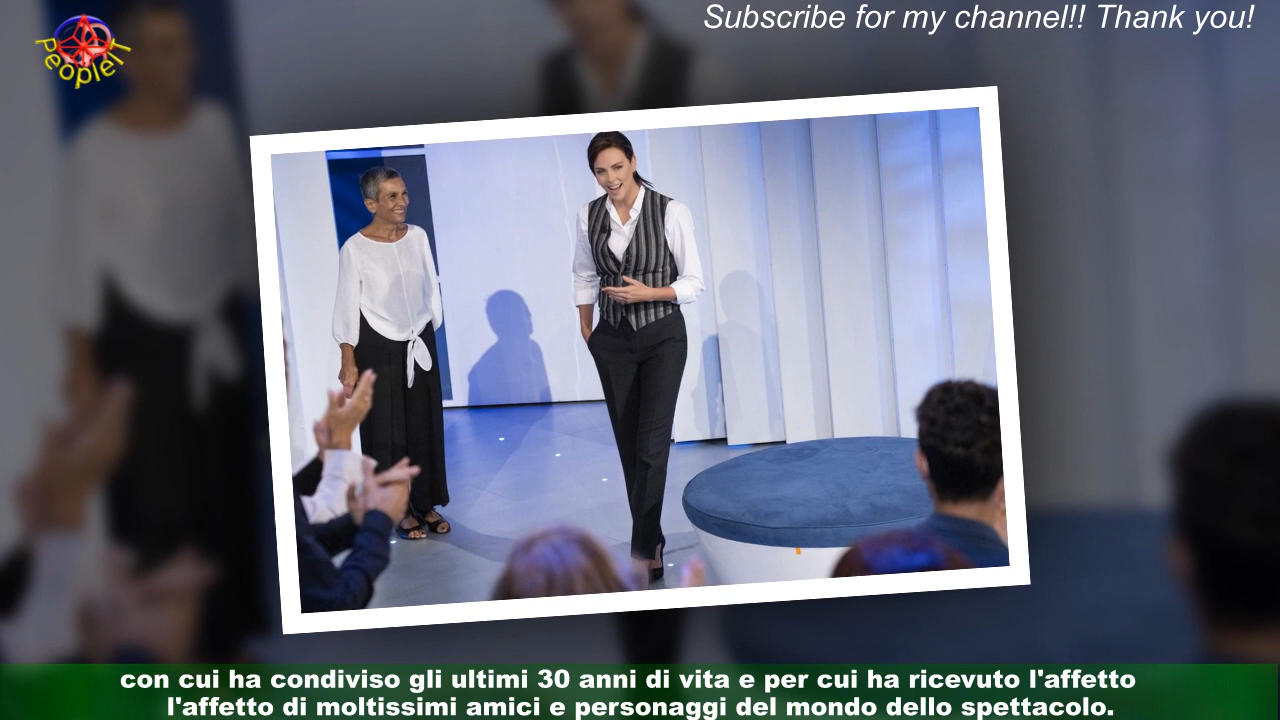 Subscribe for my channel!! Thank you!
PeopleIT
con cui ha condiviso gli ultimi 30 anni di vita e per cui ha ricevuto l'affetto
l'affetto di moltissimi amici e personaggi del mondo dello spettacolo.